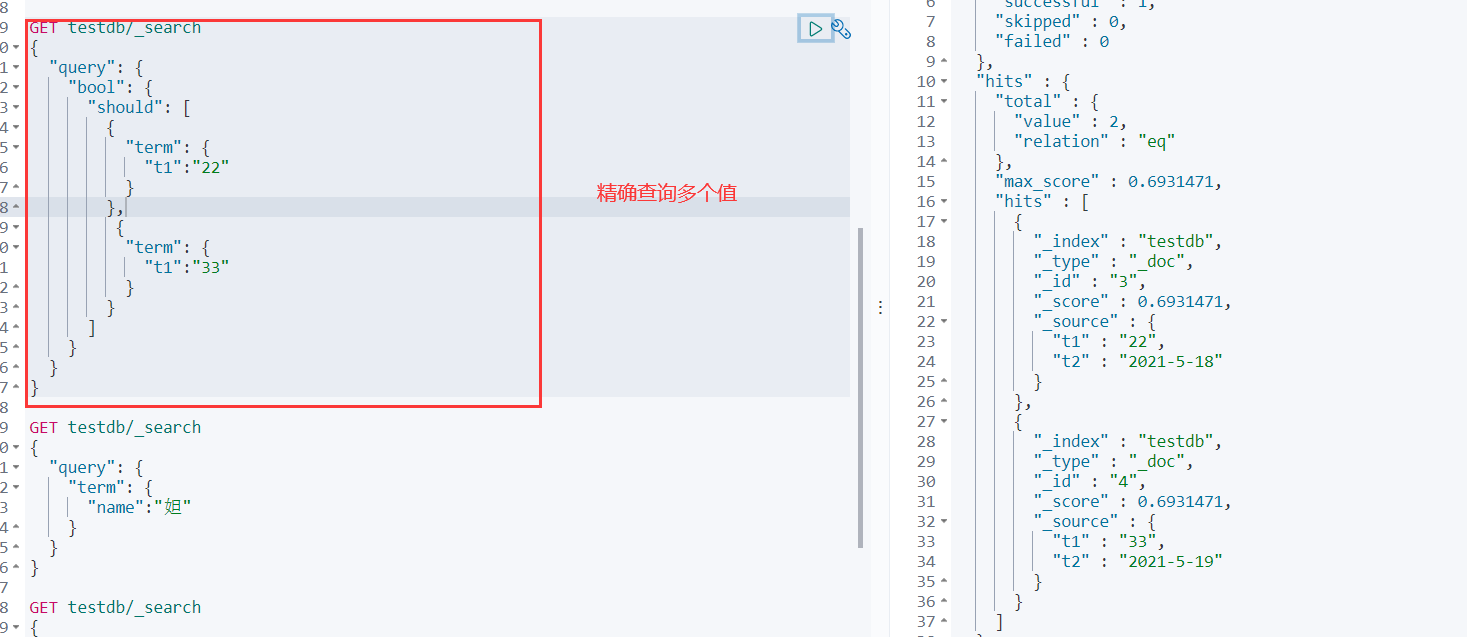 8
9 GET testdb/_search
0 {
1 "query": {
2 "bool": {
3 "should": [
4 {
5 "term": {
6 "t1":"22"
7 }
8 },
9 {
0 "term": {
1 "t1":"33"
2 }
3 }
4 ]
5 }
6 }
7 }
8
9 GET testdb/_search
0 {
1 "query": {
2 "term": {
3 "name":"妲"
4 }
5 }
6 }
7
8 GET testdb/_search
9 {
精确查询多个值
6 "successful" : 1,
7 "skipped" : 0,
8 "failed" : 0
9 },
10 "hits" : {
11 "total" : {
12 "value" : 2,
13 "relation" : "eq"
14 },
15 "max_score" : 0.6931471,
16 "hits" : [
17 {
18 "_index" : "testdb",
19 "_type" : "_doc",
20 "_id" : "3",
21 "_score" : 0.6931471,
22 "_source" : {
23 "t1" : "22",
24 "t2" : "2021-5-18"
25 }
26 },
27 {
28 "_index" : "testdb",
29 "_type" : "_doc",
30 "_id" : "4",
31 "_score" : 0.6931471,
32 "_source" : {
33 "t1" : "33",
34 "t2" : "2021-5-19"
35 }
36 }
37 ]